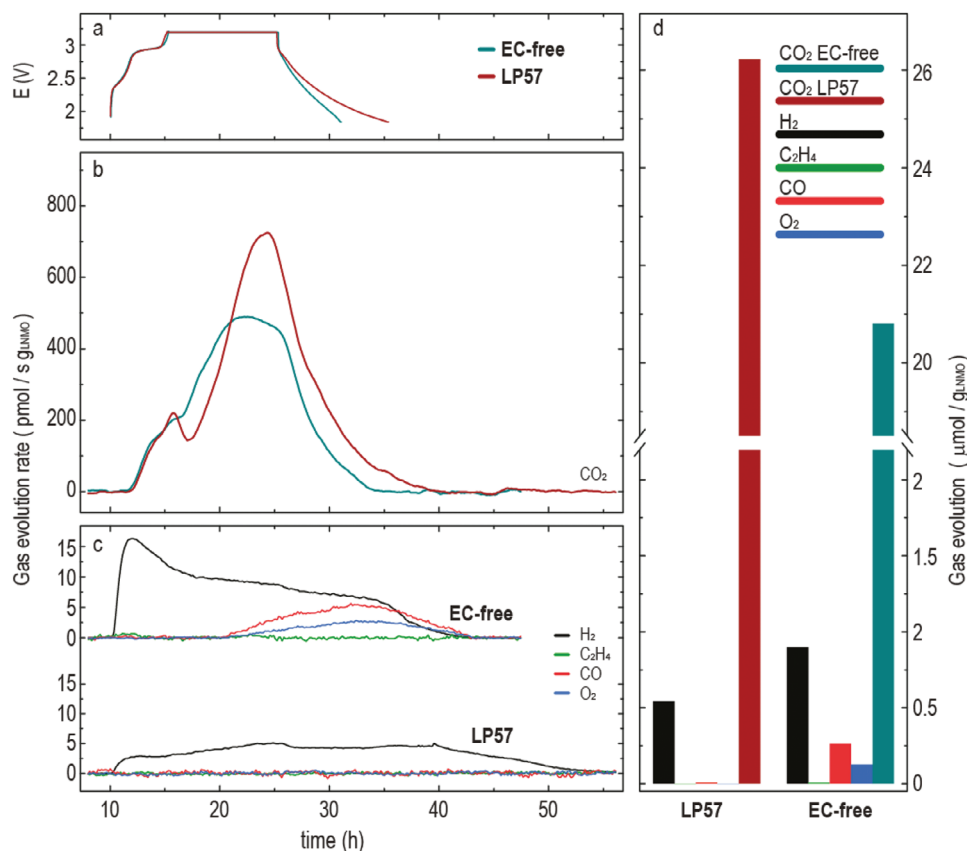 a
E (V)
3
2.5
2
EC-free
LP57
b
Gas evolution rate ( pmol / s gLNMO)
800
600
400
200
0
CO₂
c
15
10
5
0
EC-free
H₂
C₂H₄
CO
O₂
15
10
5
0
LP57
10
20
30
40
50
time (h)
d
CO₂ EC-free
CO₂ LP57
H₂
C₂H₄
CO
O₂
26
24
22
20
2
1.5
1
2
0.5
0
Gas evolution ( μmol / gLNMO)
LP57
EC-free